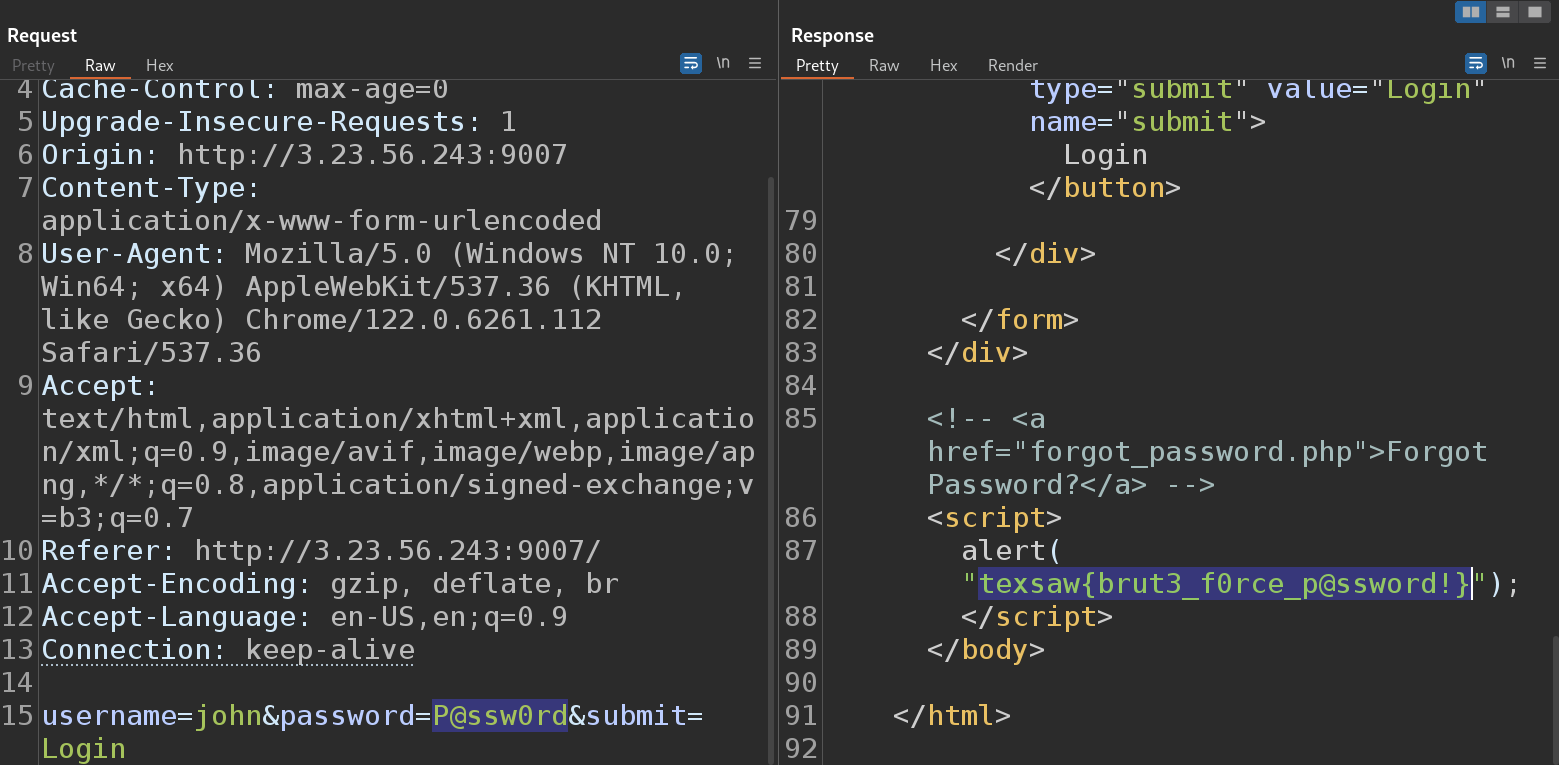 Request
Pretty Raw Hex
\n
4 Cache-Control: max-age=0
5 Upgrade-Insecure-Requests: 1
6 Origin: http://3.23.56.243:9007
7 Content-Type:
application/x-www-form-urlencoded
8 User-Agent: Mozilla/5.0 (Windows NT 10.0;
Win64; x64) AppleWebKit/537.36 (KHTML,
like Gecko) Chrome/122.0.6261.112
Safari/537.36
9 Accept:
text/html,application/xhtml+xml,applicatio
n/xml;q=0.9,image/avif,image/webp,image/ap
ng,*/*;q=0.8,application/signed-exchange;v
=b3;q=0.7
10 Referer: http://3.23.56.243:9007/
11 Accept-Encoding: gzip, deflate, br
12 Accept-Language: en-US,en;q=0.9
13 Connection: keep-alive
14
15 username=john&password=P@ssw0rd&submit=
Login
Response
Pretty Raw Hex Render
\n
type="submit" value="Login"
name="submit">
Login
</button>
79
80 </div>
81
82 </form>
83 </div>
84
85 <!-- <a
href="forgot_password.php">Forgot
Password?</a> -->
86 <script>
87 alert(
"texsaw{brut3_f0rce_p@ssword!}");
88 </script>
89 </body>
90
91 </html>
92